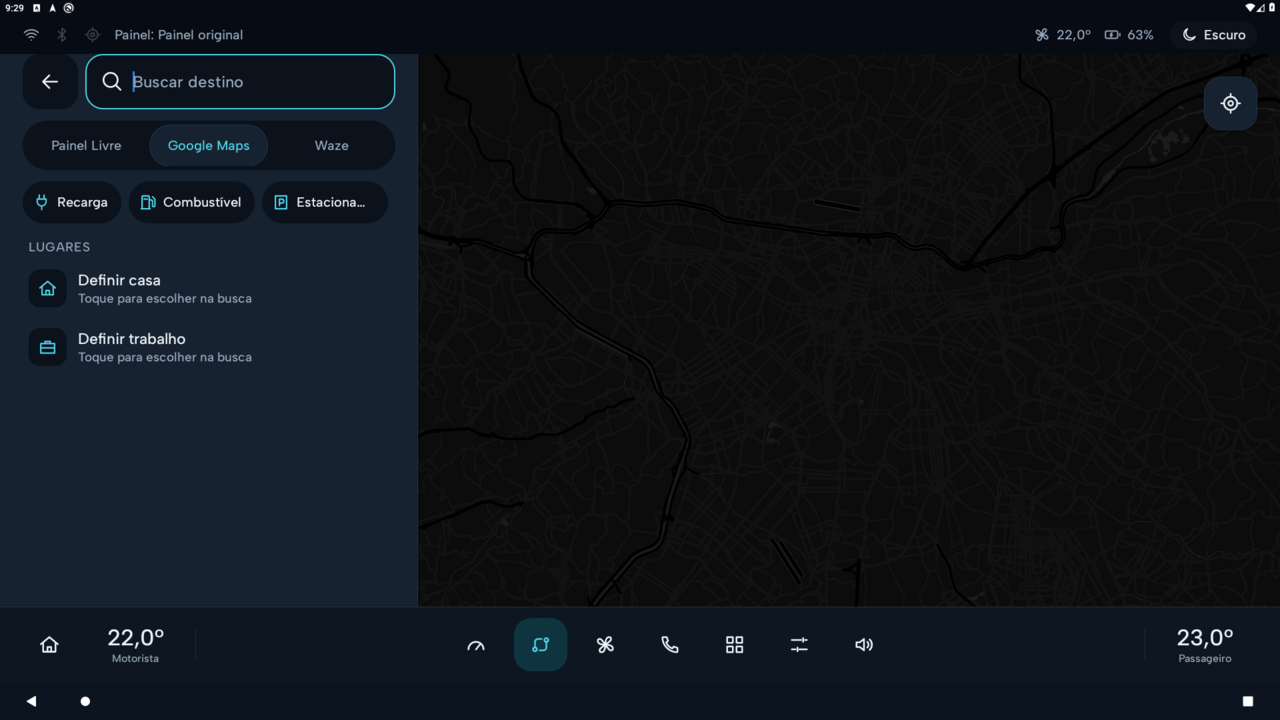 9:29
Painel: Painel original
22,0°
63%
Escuro
Buscar destino
Painel Livre
Google Maps
Waze
Recarga
Combustível
Estaciona...
LUGARES
Definir casa
Toque para escolher na busca
Definir trabalho
Toque para escolher na busca
22,0°
Motorista
23,0°
Passageiro